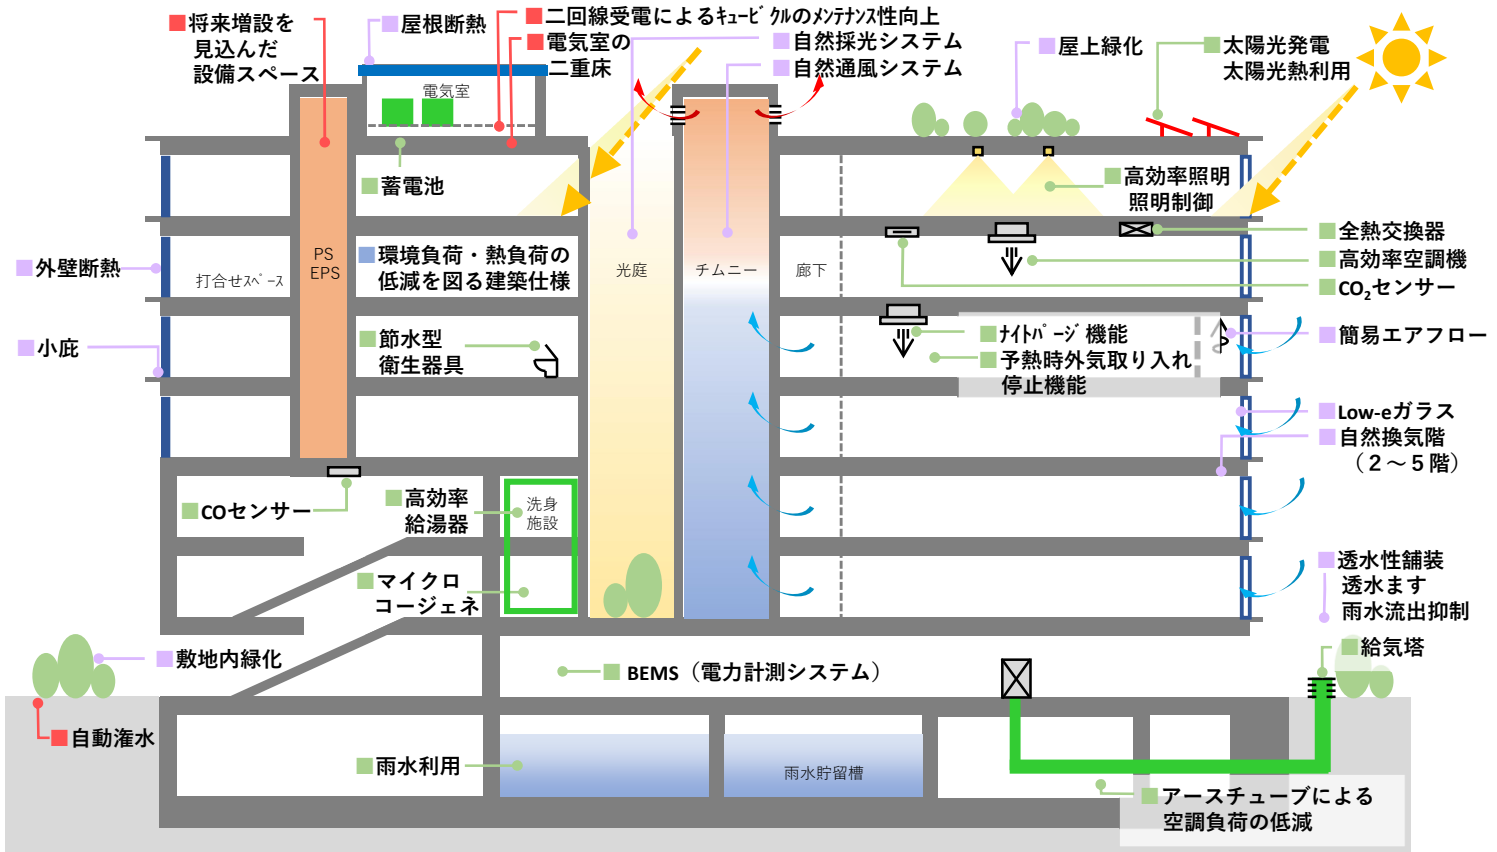 ■将来増設を
見込んだ
設備スペース
■屋根断熱
■二回線受電によるｷｭｰﾋﾞｸﾙのﾒﾝﾃﾅﾝｽ性向上
■電気室の
二重床
■自然採光システム
■自然通風システム
■屋上緑化
■太陽光発電
太陽光熱利用
電気室
■蓄電池
■高効率照明
照明制御
■全熱交換器
■高効率空調機
■CO₂センサー
■外壁断熱
打合せｽﾍﾟｰｽ
PS
EPS
■環境負荷・熱負荷の
低減を図る建築仕様
光庭
チムニー
廊下
■小庇
■節水型
衛生器具
■ﾅｲﾄﾊﾟｰｼﾞ機能
■予熱時外気取り入れ
停止機能
■簡易エアフロー
■Low-eガラス
■自然換気階
（２～５階）
■COセンサー
■高効率
給湯器
洗身
施設
■マイクロ
コージェネ
■透水性舗装
透水ます
雨水流出抑制
■敷地内緑化
■BEMS（電力計測システム）
■給気塔
■自動潅水
■雨水利用
雨水貯留槽
■アースチューブによる
空調負荷の低減